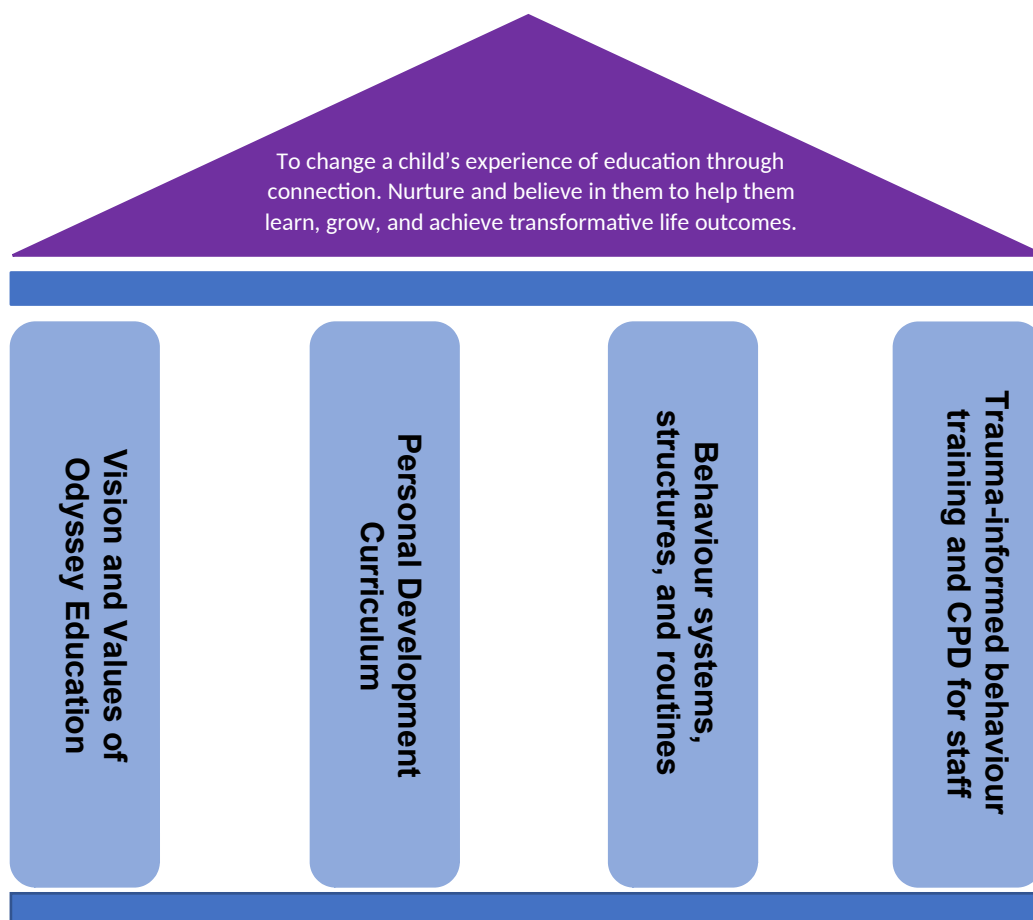 To change a child’s experience of education through
connection. Nurture and believe in them to help them
learn, grow, and achieve transformative life outcomes.
Vision and Values of
Odyssey Education
Personal Development
Curriculum
Behaviour systems,
structures, and routines
Trauma-informed behaviour
training and CPD for staff